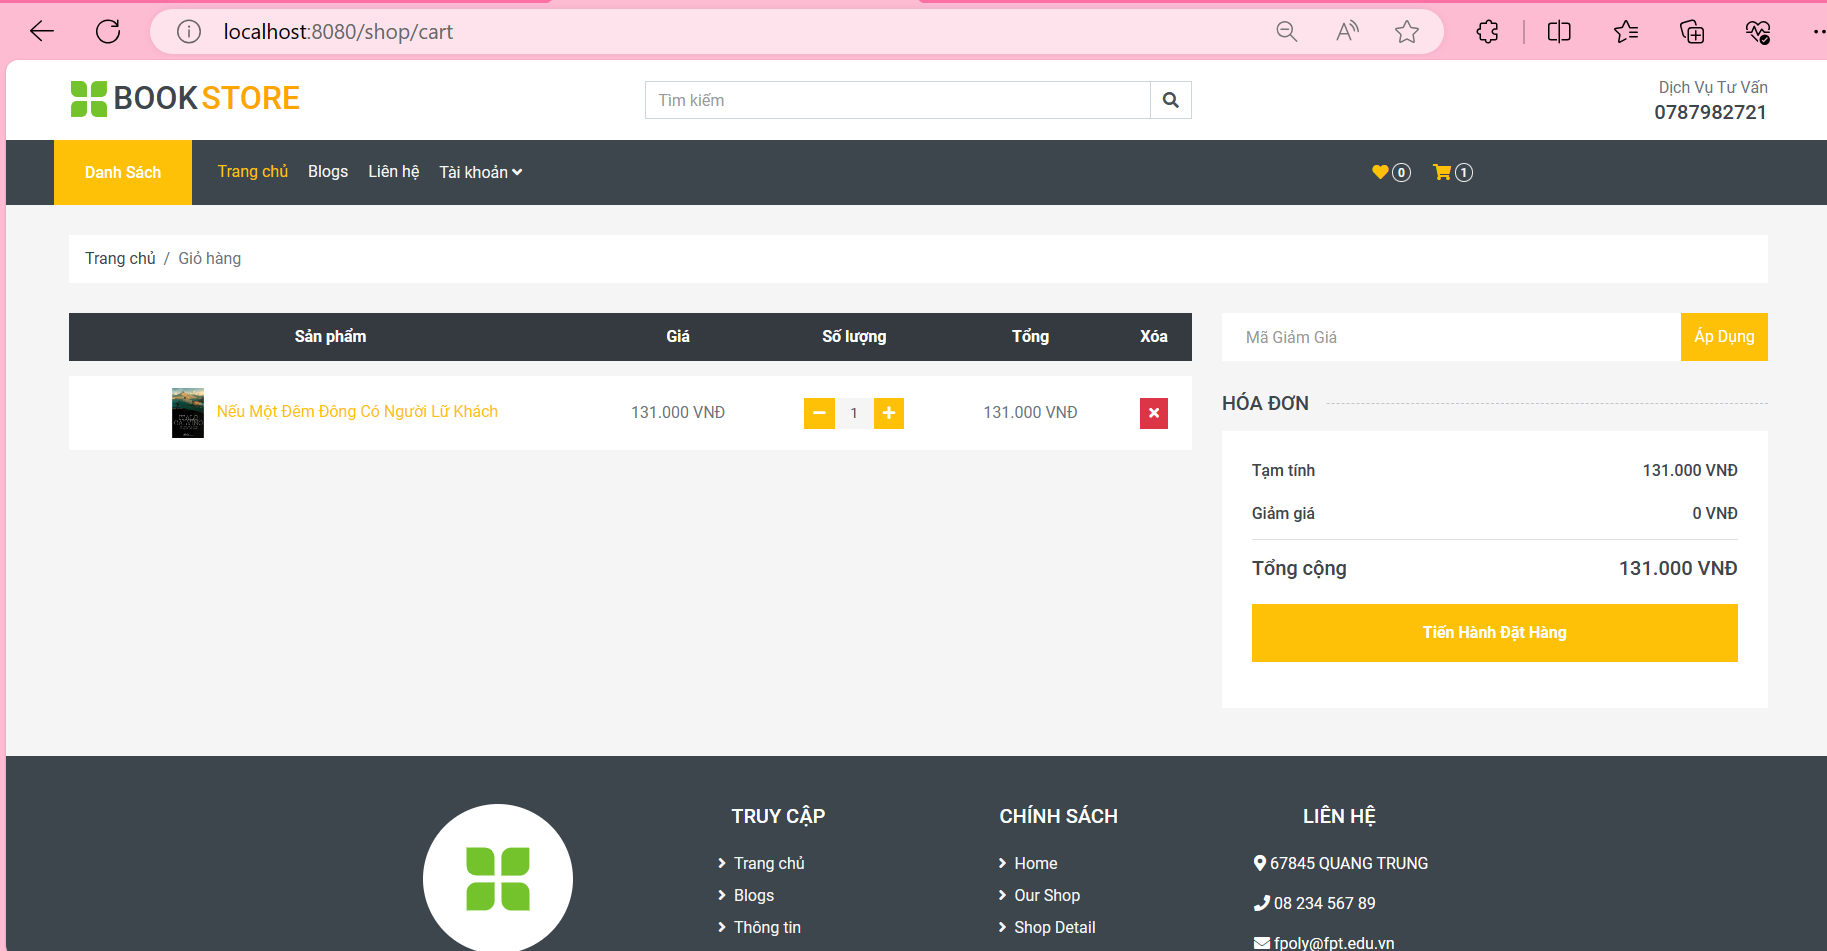 localhost:8080/shop/cart
BOOK STORE
Tìm kiếm
Dịch Vụ Tư Vấn
0787982721
Danh Sách
Trang chủ
Blogs
Liên hệ
Tài khoản
0
1
Trang chủ / Giỏ hàng
Sản phẩm Giá Số lượng Tổng Xóa
Nếu Một Đêm Đông Có Người Lữ Khách 131.000 VNĐ 1 131.000 VNĐ
Mã Giảm Giá
Áp Dụng
HÓA ĐƠN
Tạm tính 131.000 VNĐ
Giảm giá 0 VNĐ
Tổng cộng 131.000 VNĐ
Tiến Hành Đặt Hàng
TRUY CẬP
Trang chủ
Blogs
Thông tin
CHÍNH SÁCH
Home
Our Shop
Shop Detail
LIÊN HỆ
67845 QUANG TRUNG
08 234 567 89
fpoly@fpt.edu.vn